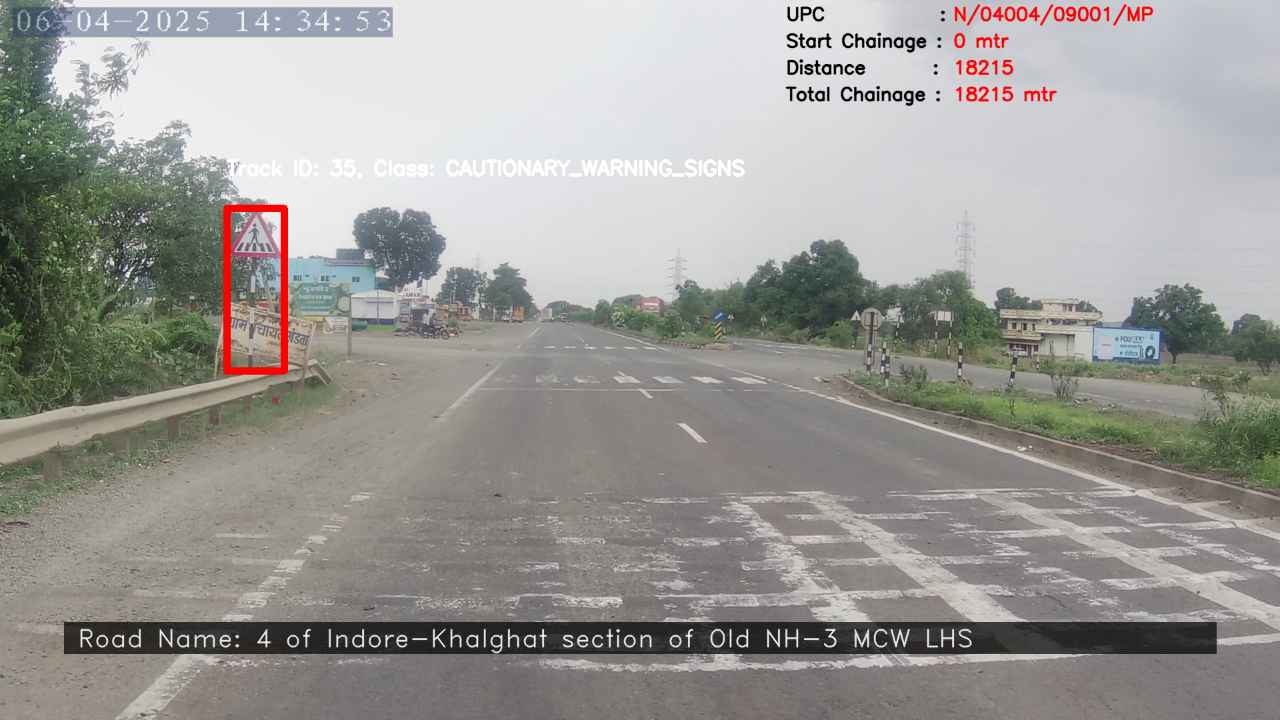 06-04-2025 14:34:53
UPC : N/04004/09001/MP
Start Chainage : 0 mtr
Distance : 18215
Total Chainage : 18215 mtr
Track ID: 35, Class: CAUTIONARY_WARNING_SIGNS
ग्राम पंचायत
Road Name: 4 of Indore-Khalghat section of Old NH-3 MCW LHS